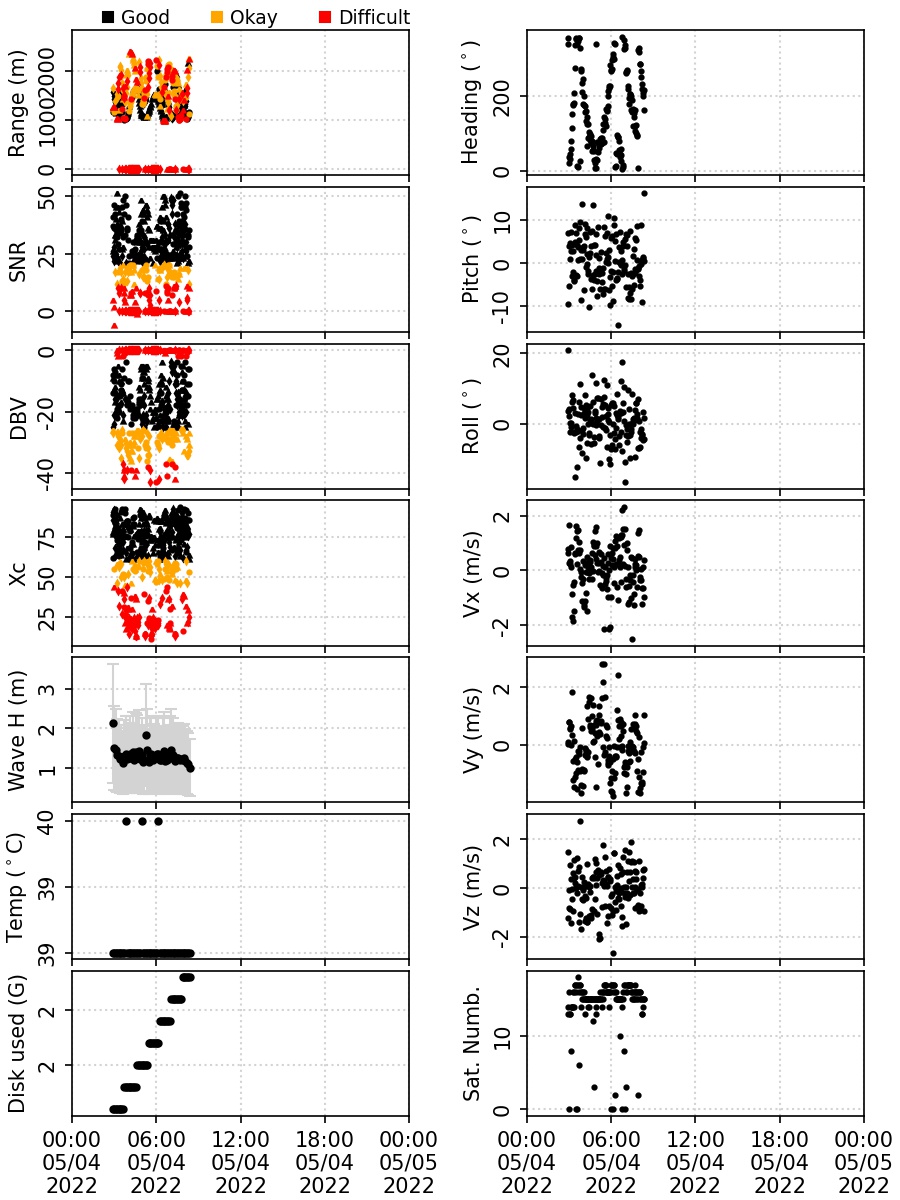 Good Okay Difficult
Range (m)
2000
1000
0
Heading (°)
200
0
SNR
50
25
0
Pitch (°)
10
0
-10
DBV
0
-20
-40
Roll (°)
20
0
Xc
75
50
25
Vx (m/s)
2
0
-2
Wave H (m)
3
2
1
Vy (m/s)
2
0
Temp (°C)
40
39
39
Vz (m/s)
2
0
-2
Disk used (G)
2
2
Sat. Numb.
10
0
00:00 06:00 12:00 18:00 00:00
05/04 05/04 05/04 05/04 05/05
2022 2022 2022 2022 2022
00:00 06:00 12:00 18:00 00:00
05/04 05/04 05/04 05/04 05/05
2022 2022 2022 2022 2022